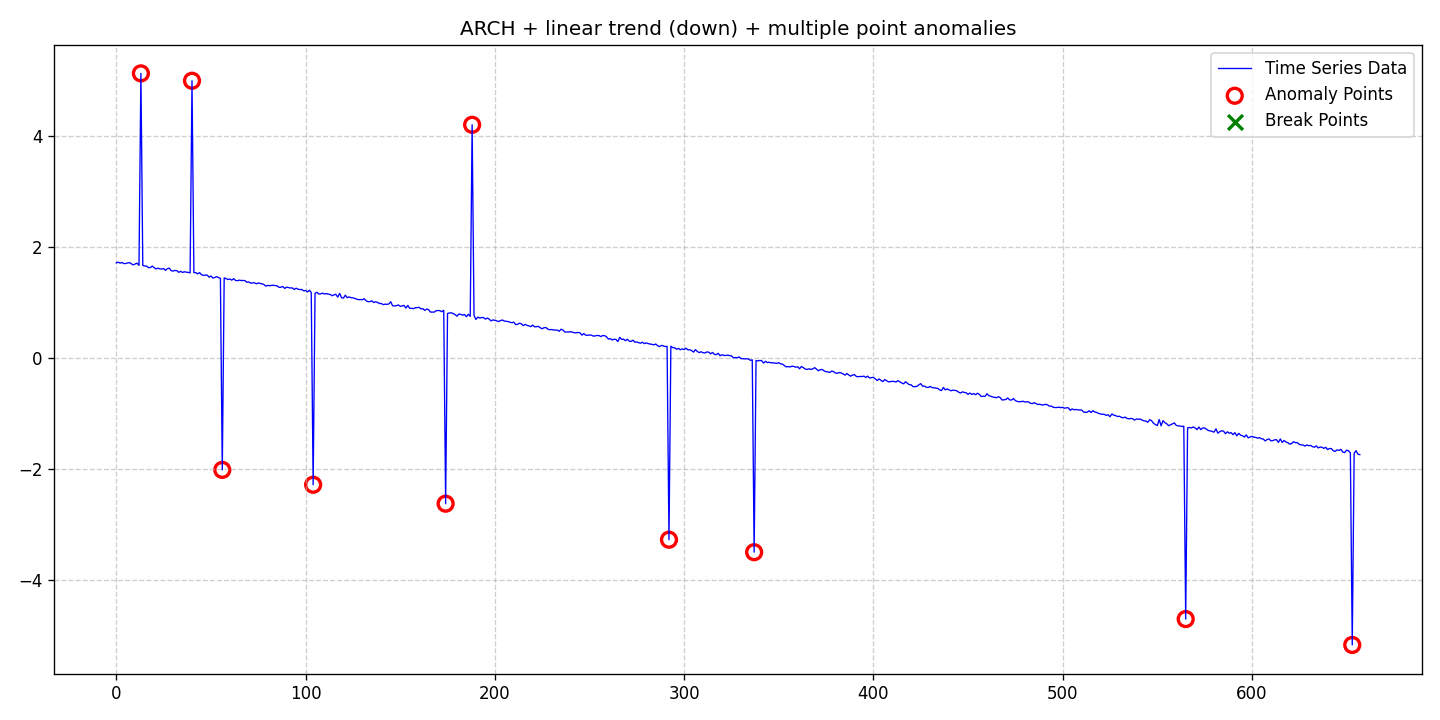 ARCH + linear trend (down) + multiple point anomalies
Time Series Data
Anomaly Points
Break Points
4
2
0
−2
−4
0 100 200 300 400 500 600